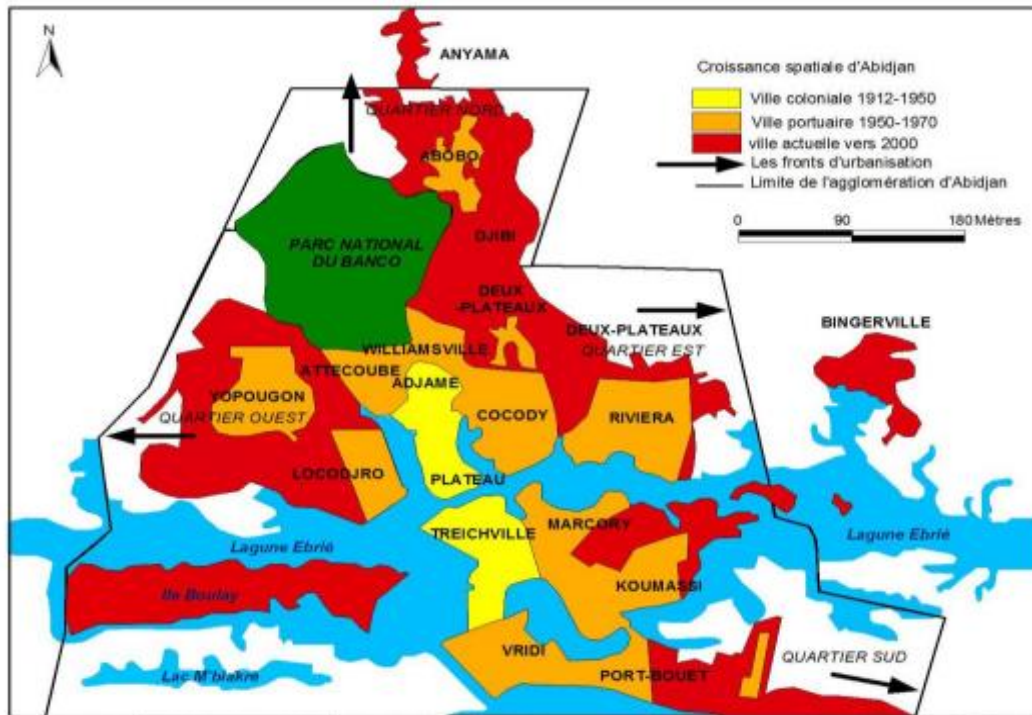 N
ANYAMA
Croissance spatiale d'Abidjan
Ville coloniale 1912-1950
Ville portuaire 1950-1970
ville actuelle vers 2000
Les fronts d'urbanisation
Limite de l'agglomération d'Abidjan
0 90 180 Mètres
QUARTIER NORD
ABOBO
DJIBI
PARC NATIONAL
DU BANCO
DEUX
-PLATEAUX
DEUX-PLATEAUX
QUARTIER EST
BINGERVILLE
WILLIAMSVILLE
ATTECOUBE
ADJAME
YOPOUGON
QUARTIER OUEST
COCODY
RIVIERA
LOCODJRO
PLATEAU
TREICHVILLE
MARCORY
Lagune Ebrié
Lagune Ebrié
KOUMASSI
Ile Boulay
VRIDI
PORT-BOUET
QUARTIER SUD
Lac M'blakre